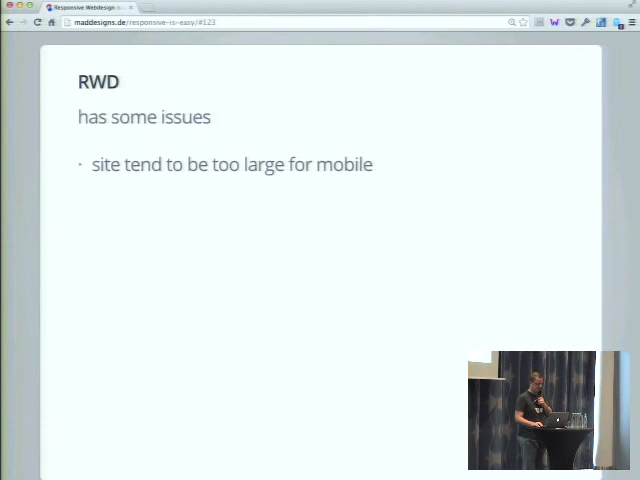 Responsive Webdesign is
maddesigns.de/responsive-is-easy/#123
RWD
has some issues
· site tend to be too large for mobile